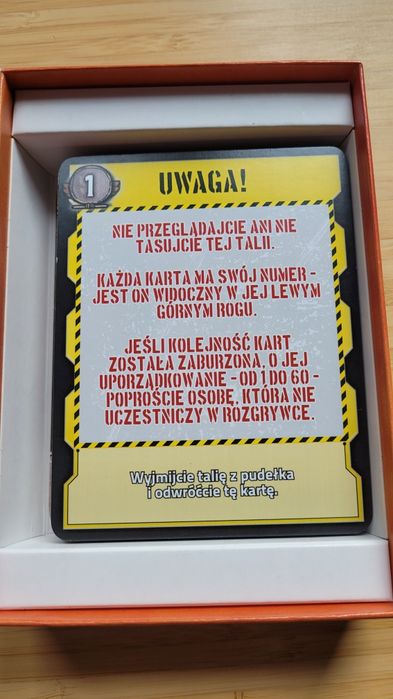 1
UWAGA!
NIE PRZEGLĄDAJCIE ANI NIE
TASUJCIE TEJ TALII.
KAŻDA KARTA MA SWÓJ NUMER –
JEST ON WIDOCZNY W JEJ LEWYM
GÓRNYM ROGU.
JEŚLI KOLEJNOŚĆ KART
ZOSTAŁA ZABURZONA, O JEJ
UPORZĄDKOWANIE – OD 1 DO 60 –
POPROŚCIE OSOBĘ, KTÓRA NIE
UCZESTNICZY W ROZGRYWCE.
Wyjmijcie talię z pudełka
i odwróćcie tę kartę.